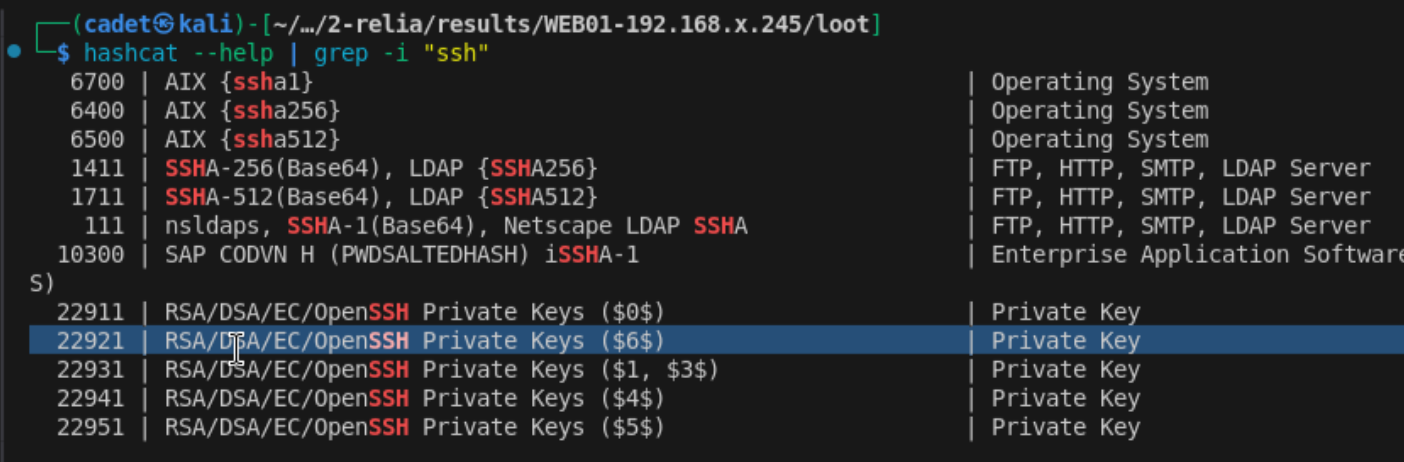 ┌──(cadet㉿kali)-[~/…/2-relia/results/WEB01-192.168.x.245/loot]
└─$ hashcat --help | grep -i "ssh"
6700 | AIX {ssha1} | Operating System
6400 | AIX {ssha256} | Operating System
6500 | AIX {ssha512} | Operating System
1411 | SSHA-256(Base64), LDAP {SSHA256} | FTP, HTTP, SMTP, LDAP Server
1711 | SSHA-512(Base64), LDAP {SSHA512} | FTP, HTTP, SMTP, LDAP Server
111 | nsldaps, SSHA-1(Base64), Netscape LDAP SSHA | FTP, HTTP, SMTP, LDAP Server
10300 | SAP CODVN H (PWDSALTEDHASH) iSSHA-1 | Enterprise Application Software
S)
22911 | RSA/DSA/EC/OpenSSH Private Keys ($0$) | Private Key
22921 | RSA/DSA/EC/OpenSSH Private Keys ($6$) | Private Key
22931 | RSA/DSA/EC/OpenSSH Private Keys ($1, $3$) | Private Key
22941 | RSA/DSA/EC/OpenSSH Private Keys ($4$) | Private Key
22951 | RSA/DSA/EC/OpenSSH Private Keys ($5$) | Private Key